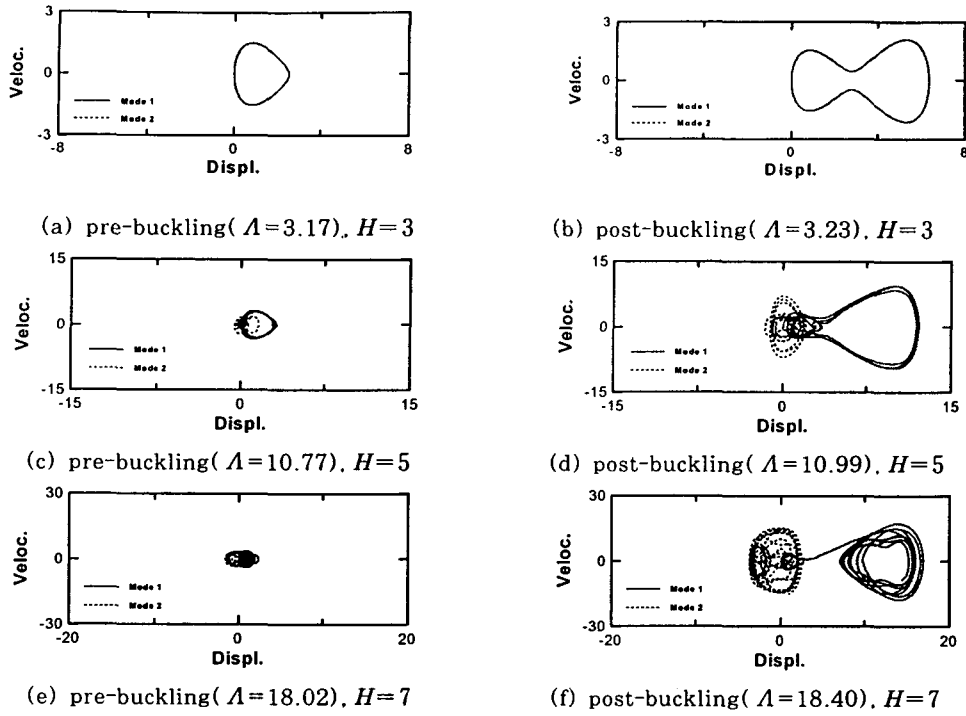 3
Veloc.
0
-3
Mode 1
Mode 2
-8
0
8
Displ.
(a) pre-buckling( Λ=3.17), H=3
3
Veloc.
0
-3
Mode 1
Mode 2
-8
0
8
Displ.
(b) post-buckling( Λ=3.23), H=3
15
Veloc.
0
-15
Mode 1
Mode 2
-15
0
15
Displ.
(c) pre-buckling( Λ=10.77), H=5
15
Veloc.
0
-15
Mode 1
Mode 2
-15
0
15
Displ.
(d) post-buckling( Λ=10.99), H=5
30
Veloc.
0
-30
Mode 1
Mode 2
-20
0
20
Displ.
(e) pre-buckling( Λ=18.02), H=7
30
Veloc.
0
-30
Mode 1
Mode 2
-20
0
20
Displ.
(f) post-buckling( Λ=18.40), H=7